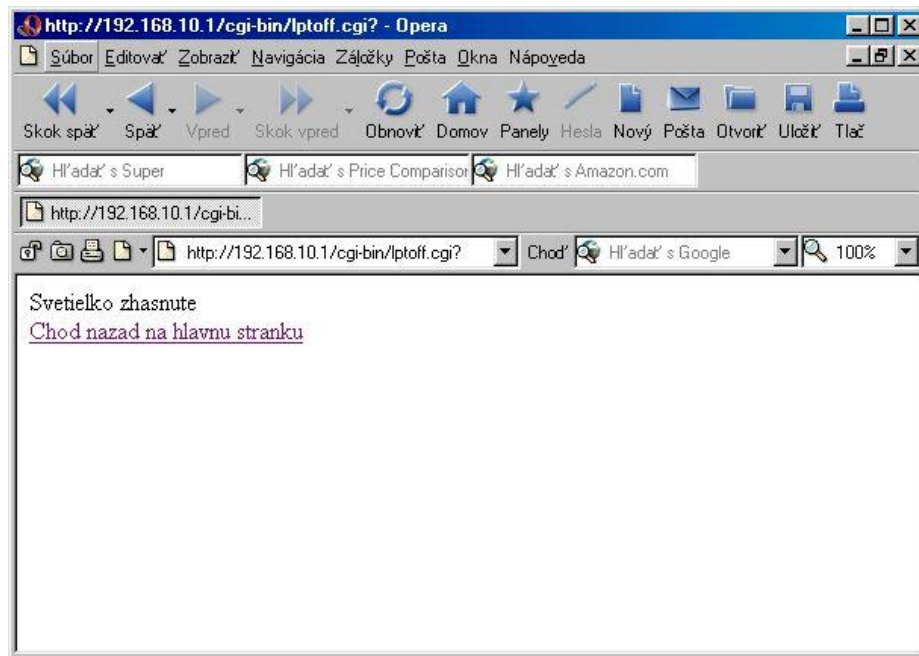 http://192.168.10.1/cgi-bin/lptoff.cgi? - Opera
Súbor Editovať Zobraziť Navigácia Záložky Pošta Okna Nápoveda
Skok späť Späť Vpred Skok vpred Obnoviť Domov Panely Hesla Nový Pošta Otvoriť Uložiť Tlač
Hľadať s Super Hľadať s Price Comparison Hľadať s Amazon.com
http://192.168.10.1/cgi-bi...
http://192.168.10.1/cgi-bin/lptoff.cgi? Choď Hľadať s Google 100%
Svetielko zhasnute
Chod nazad na hlavnu stranku